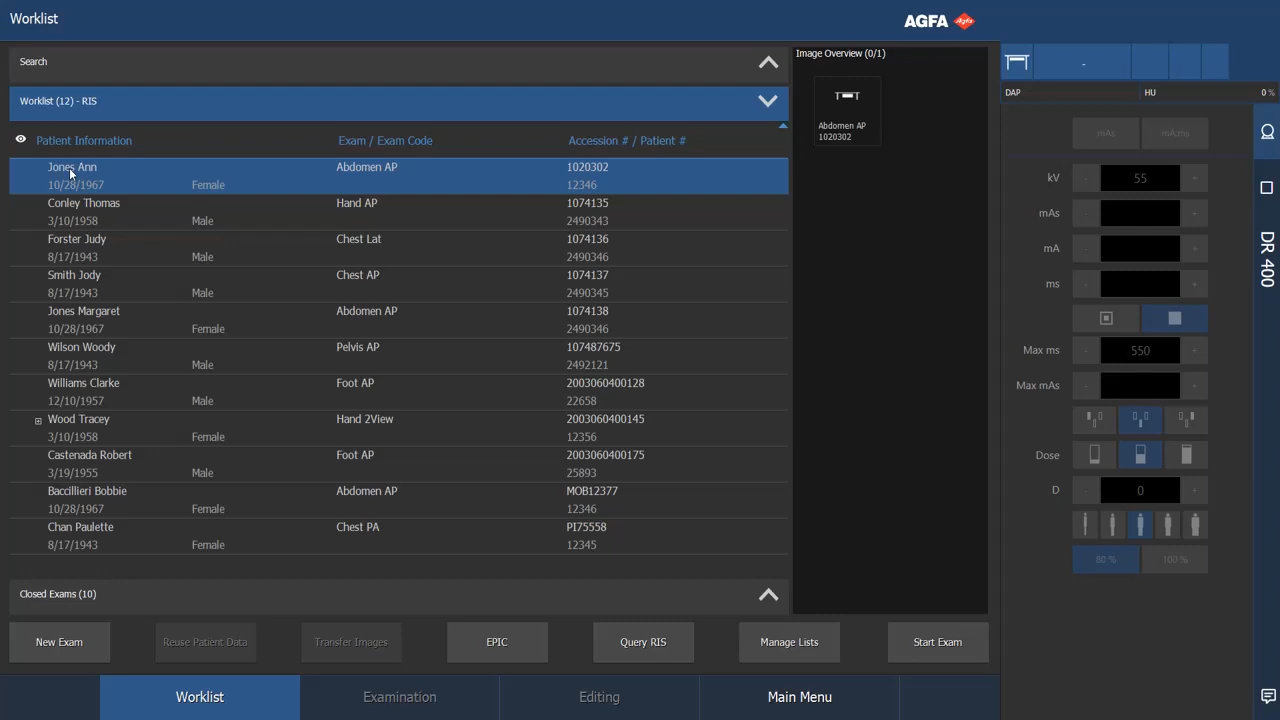 Worklist
AGFA Agfa
Search
Image Overview (0/1)
Worklist (12) - RIS
Patient Information Exam / Exam Code Accession # / Patient #
Jones Ann Abdomen AP 1020302
10/28/1967 Female 12346
Conley Thomas Hand AP 1074135
3/10/1958 Male 2490343
Forster Judy Chest Lat 1074136
8/17/1943 Male 2490346
Smith Jody Chest AP 1074137
8/17/1943 Male 2490345
Jones Margaret Abdomen AP 1074138
10/28/1967 Female 2490346
Wilson Woody Pelvis AP 107487675
8/17/1943 Male 2492121
Williams Clarke Foot AP 2003060400128
12/10/1957 Male 22658
Wood Tracey Hand 2View 2003060400145
3/10/1958 Female 12356
Castenada Robert Foot AP 2003060400175
3/19/1955 Male 25893
Baccillieri Bobbie Abdomen AP MOB12377
10/28/1967 Female 12346
Chan Paulette Chest PA PI75558
8/17/1943 Female 12345
Closed Exams (10)
New Exam Reuse Patient Data Transfer Images EPIC Query RIS Manage Lists Start Exam
Worklist Examination Editing Main Menu
Abdomen AP
1020302
-
DAP HU 0 %
mAs mA,ms
kV - 55 +
mAs - +
mA - +
ms - +
Max ms - 550 +
Max mAs - +
Dose
D - 0 +
80 % 100 %
DR 400